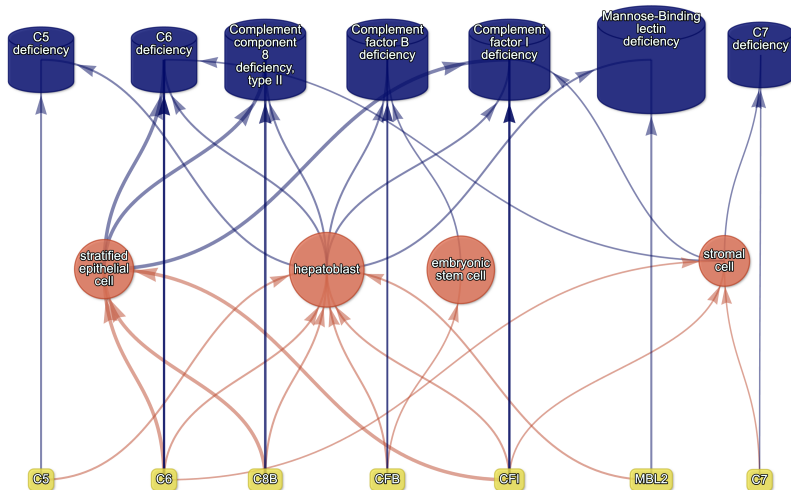 C5
deficiency
C6
deficiency
Complement
component
8
deficiency,
type II
Complement
factor B
deficiency
Complement
factor I
deficiency
Mannose-Binding
lectin
deficiency
C7
deficiency
stratified
epithelial
cell
hepatoblast
embryonic
stem cell
stromal
cell
C5
C6
C8B
CFB
CFI
MBL2
C7